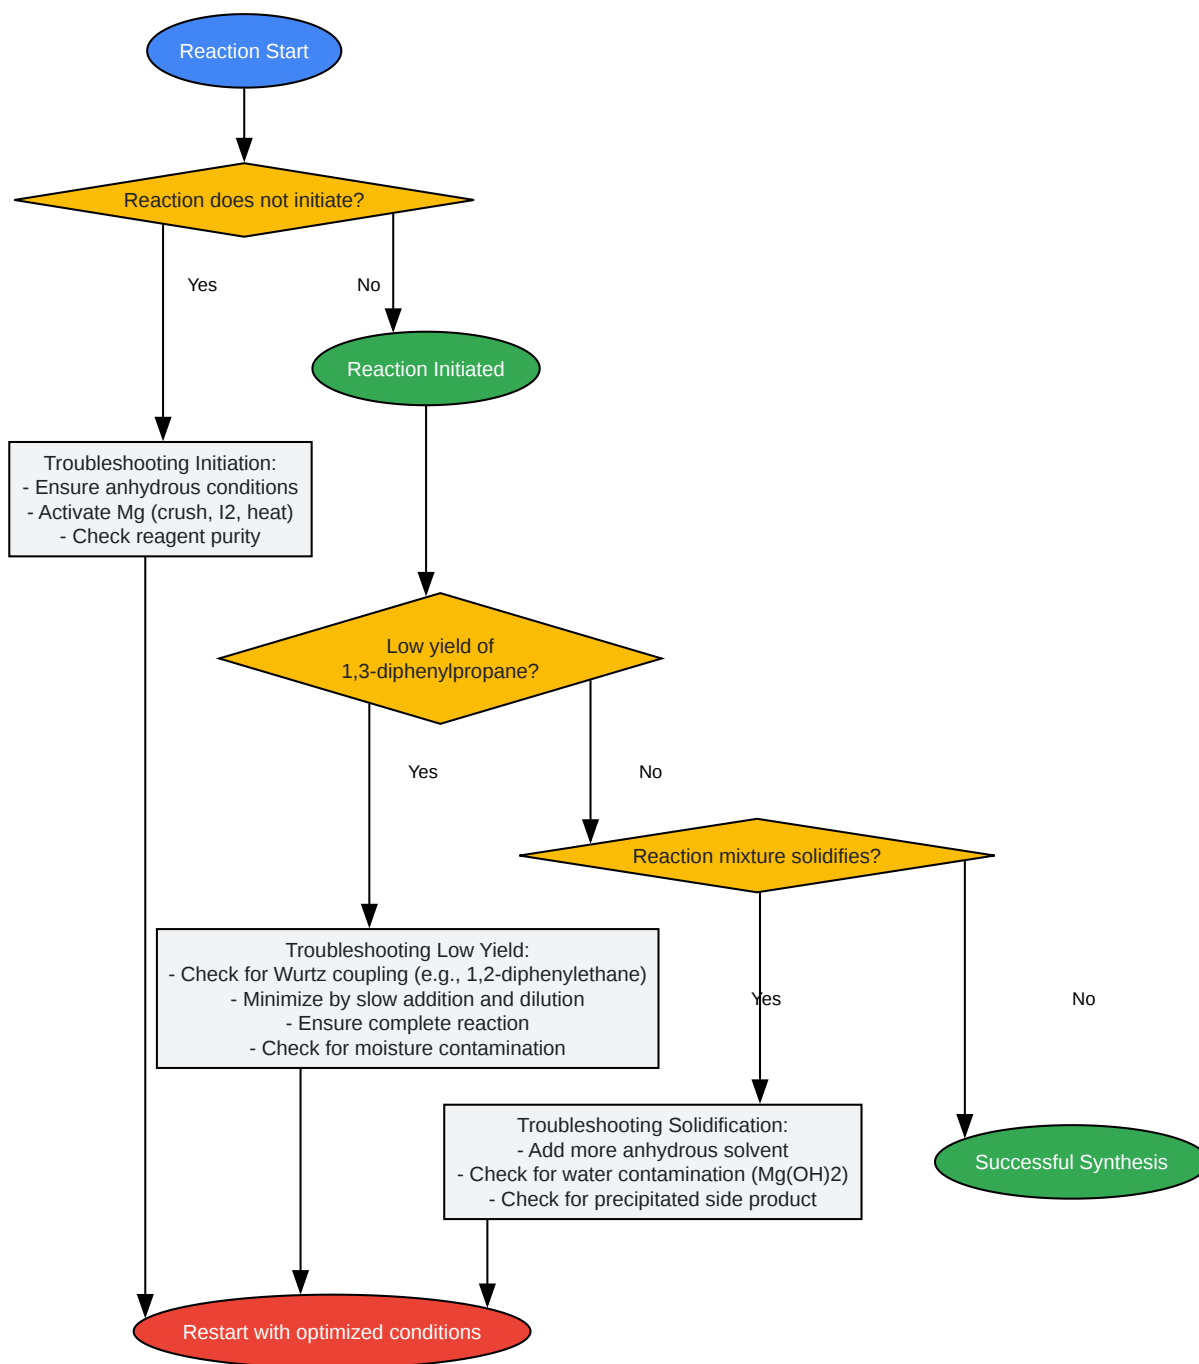 Reaction Start
Reaction does not initiate?
Yes
No
Reaction Initiated
Troubleshooting Initiation:
- Ensure anhydrous conditions
- Activate Mg (crush, I2, heat)
- Check reagent purity
Low yield of
1,3-diphenylpropane?
Yes
No
Reaction mixture solidifies?
Troubleshooting Low Yield:
- Check for Wurtz coupling (e.g., 1,2-diphenylethane)
- Minimize by slow addition and dilution
- Ensure complete reaction
- Check for moisture contamination
Yes
No
Troubleshooting Solidification:
- Add more anhydrous solvent
- Check for water contamination (Mg(OH)2)
- Check for precipitated side product
Successful Synthesis
Restart with optimized conditions